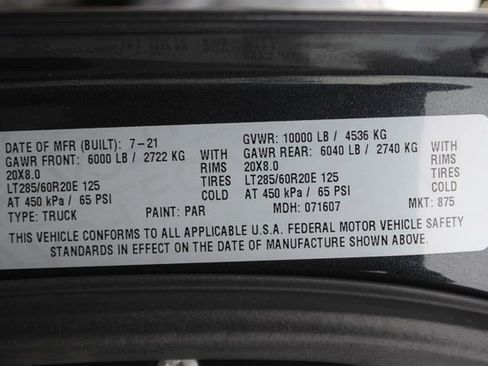 DATE OF MFR (BUILT): 7-21 GVWR: 10000 LB / 4536 KG
GAWR FRONT: 6000 LB / 2722 KG WITH GAWR REAR: 6040 LB / 2740 KG WITH
20X8.0 RIMS 20X8.0 RIMS
LT285/60R20E 125 TIRES LT285/60R20E 125 TIRES
AT 450 kPa / 65 PSI COLD AT 450 kPa / 65 PSI COLD
TYPE: TRUCK PAINT: PAR MDH: 071607 MKT: 875
THIS VEHICLE CONFORMS TO ALL APPLICABLE U.S.A. FEDERAL MOTOR VEHICLE SAFETY
STANDARDS IN EFFECT ON THE DATE OF MANUFACTURE SHOWN ABOVE.